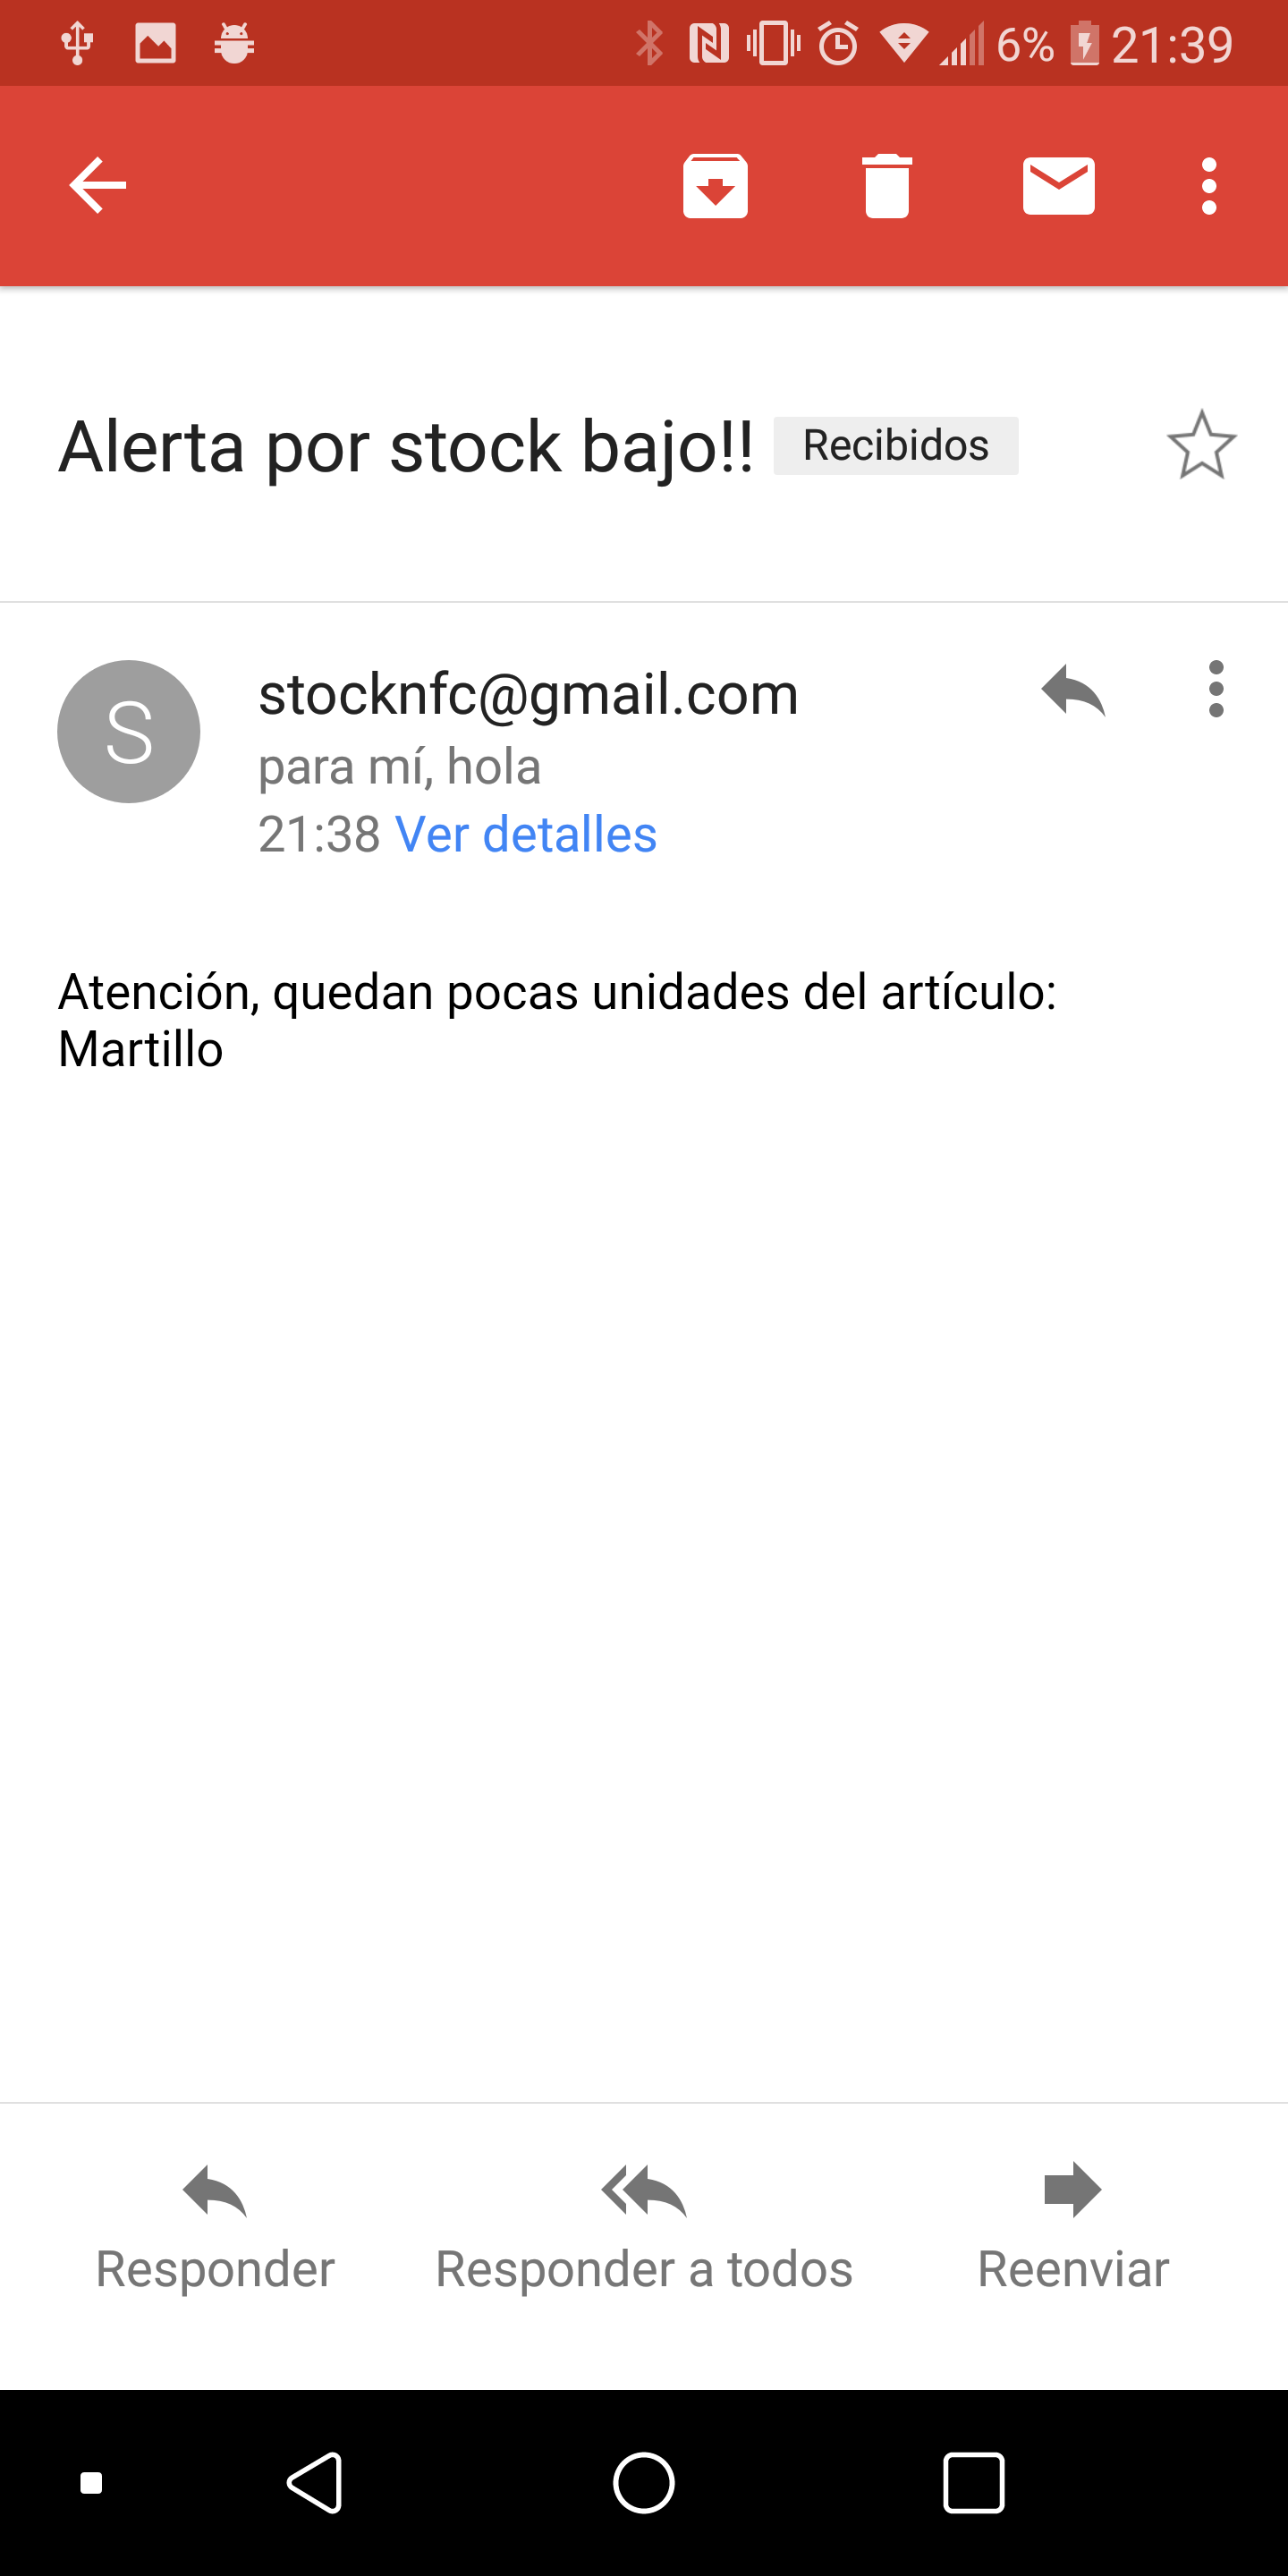 6% 21:39
Alerta por stock bajo!! Recibidos
S
stocknfc@gmail.com
para mí, hola
21:38 Ver detalles
Atención, quedan pocas unidades del artículo:
Martillo
Responder Responder a todos Reenviar